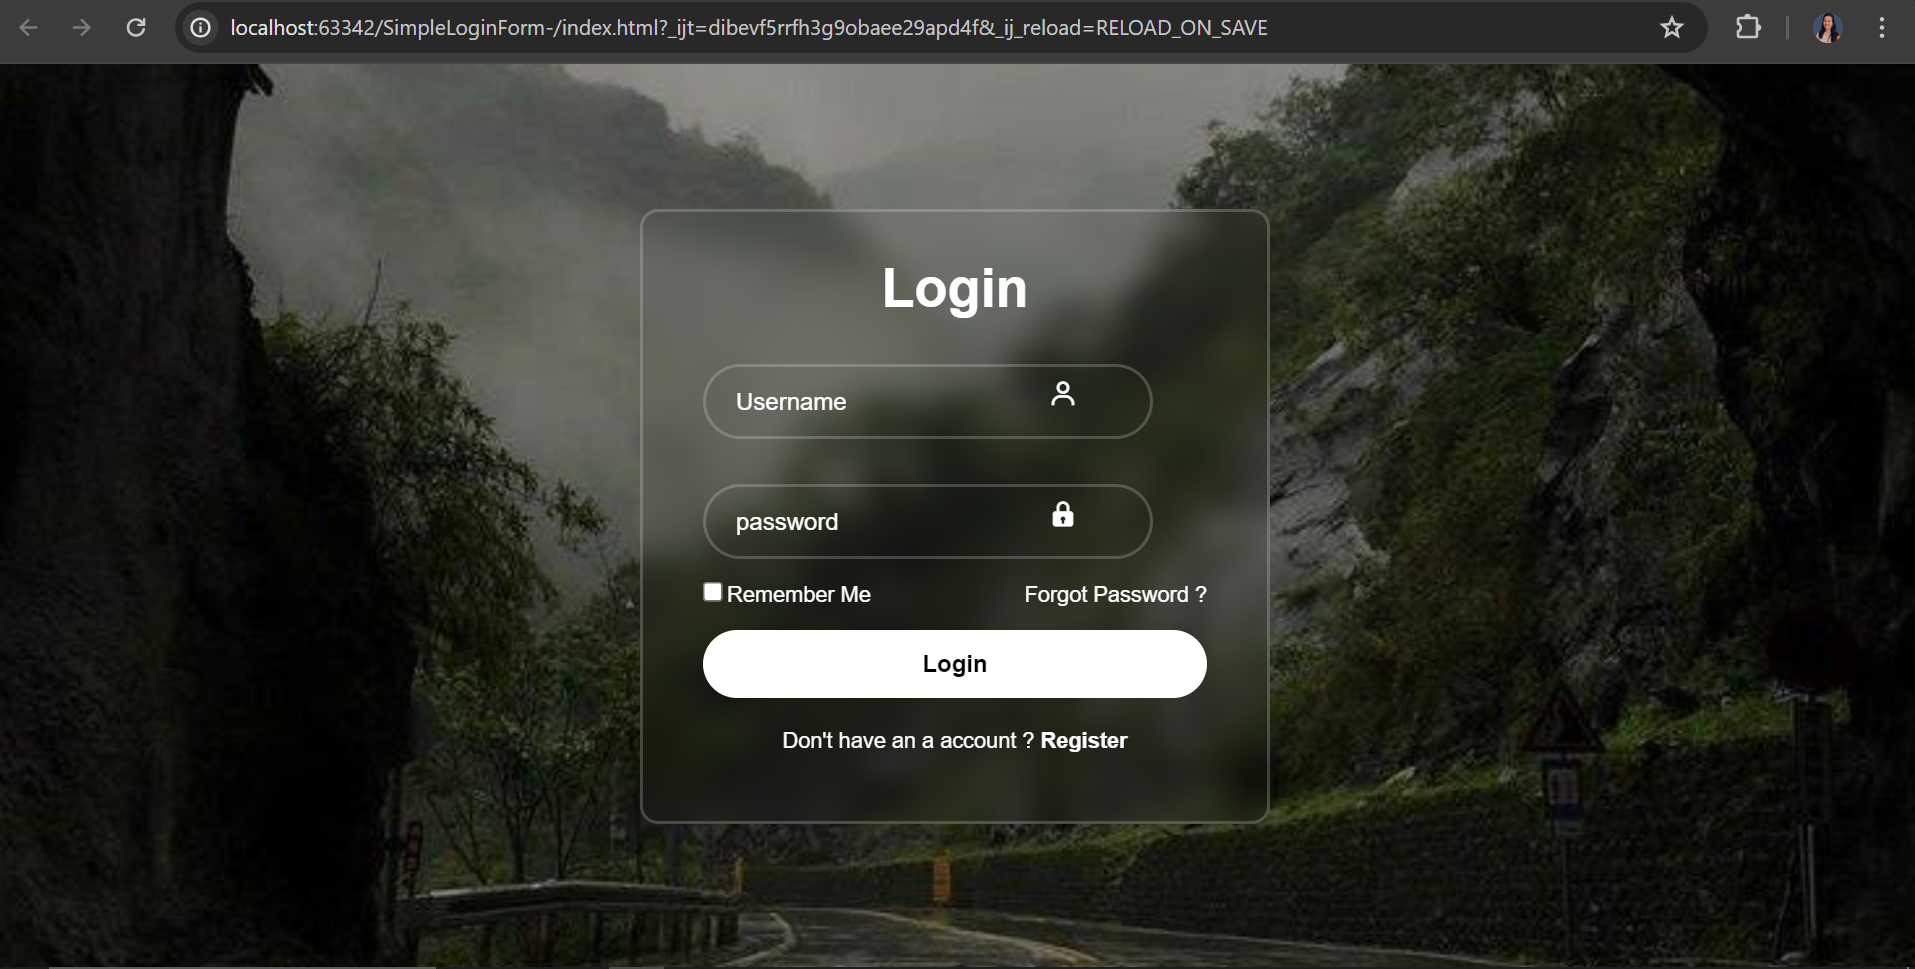 localhost:63342/SimpleLoginForm-/index.html?_ijt=dibevf5rrfh3g9obaee29apd4f&_ij_reload=RELOAD_ON_SAVE
Login
Username
password
Remember Me Forgot Password ?
Login
Don't have an a account ? Register